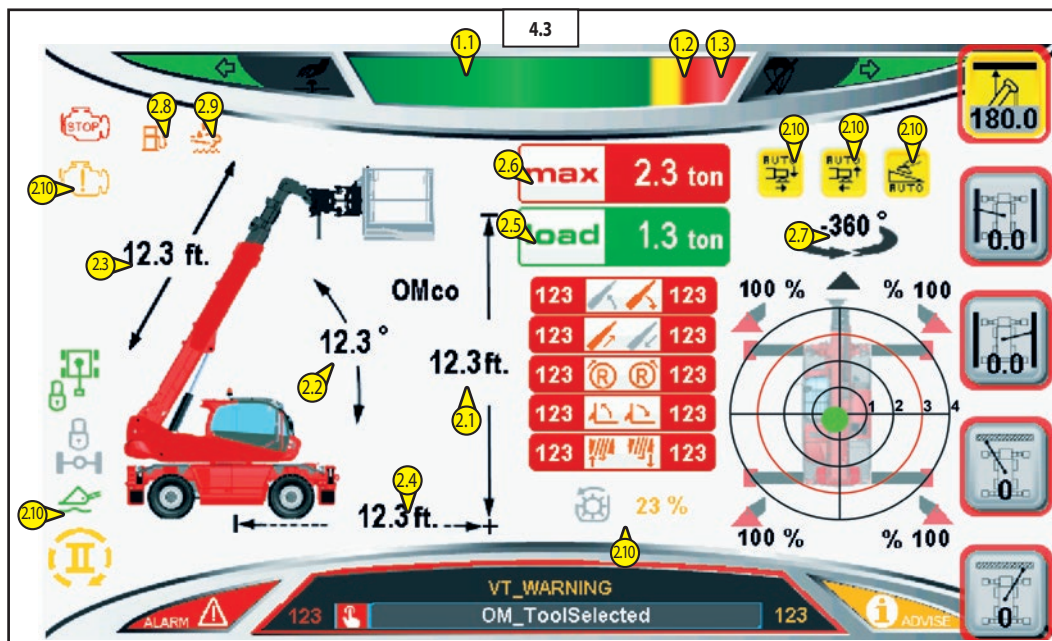 4.3
1.1
1.2
1.3
180.0
STOP
2.8
2.9
2.10
2.10
2.10
2.10
AUTO
AUTO
AUTO
2.6
max 2.3 ton
2.5
load 1.3 ton
2.7
-360 °
0.0
2.3
12.3 ft.
OMco
12.3 °
2.2
12.3 ft.
2.1
123 123
123 123
123 R R 123
123 123
123 123
100 %
% 100
1 2 3 4
100 %
% 100
0.0
0
0
2.10
II
2.4
12.3 ft.
23 %
2.10
ALARM
VT_WARNING
123 OM_ToolSelected 123
i ADVISE